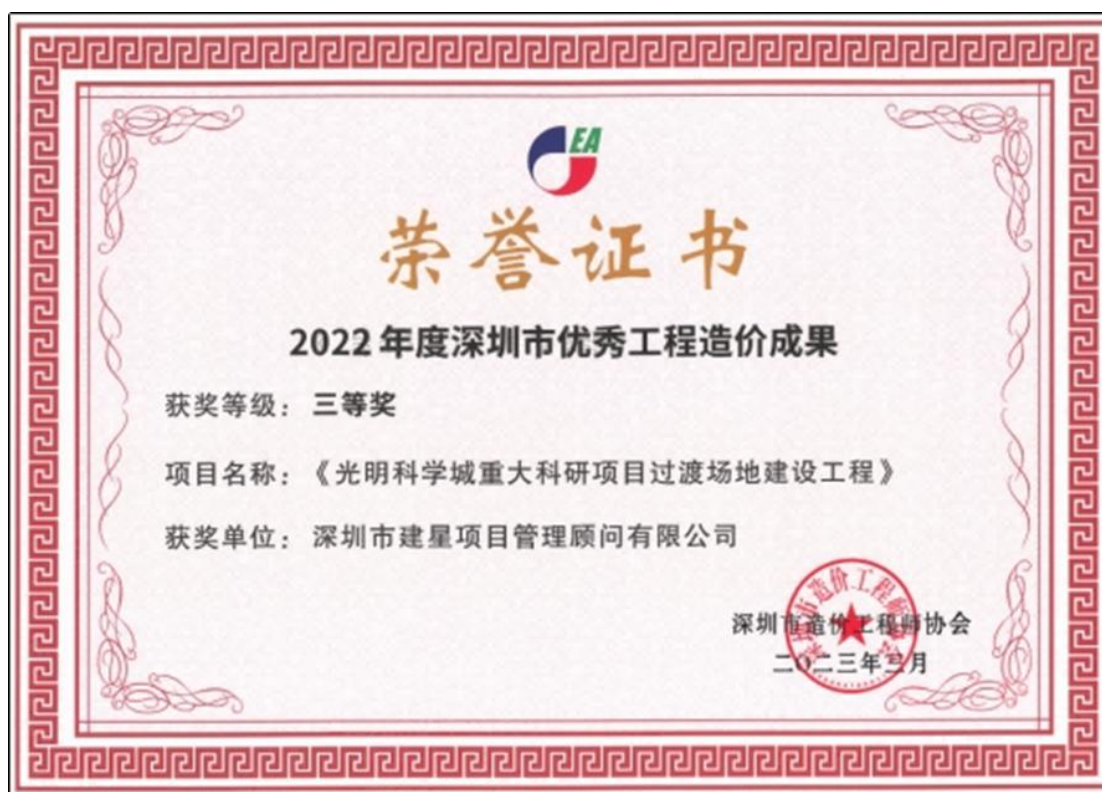 EA
荣誉证书
2022年度深圳市优秀工程造价成果
获奖等级：三等奖
项目名称：《光明科学城重大科研项目过渡场地建设工程》
获奖单位：深圳市建星项目管理顾问有限公司
深圳市造价工程师协会
二〇二三年三月